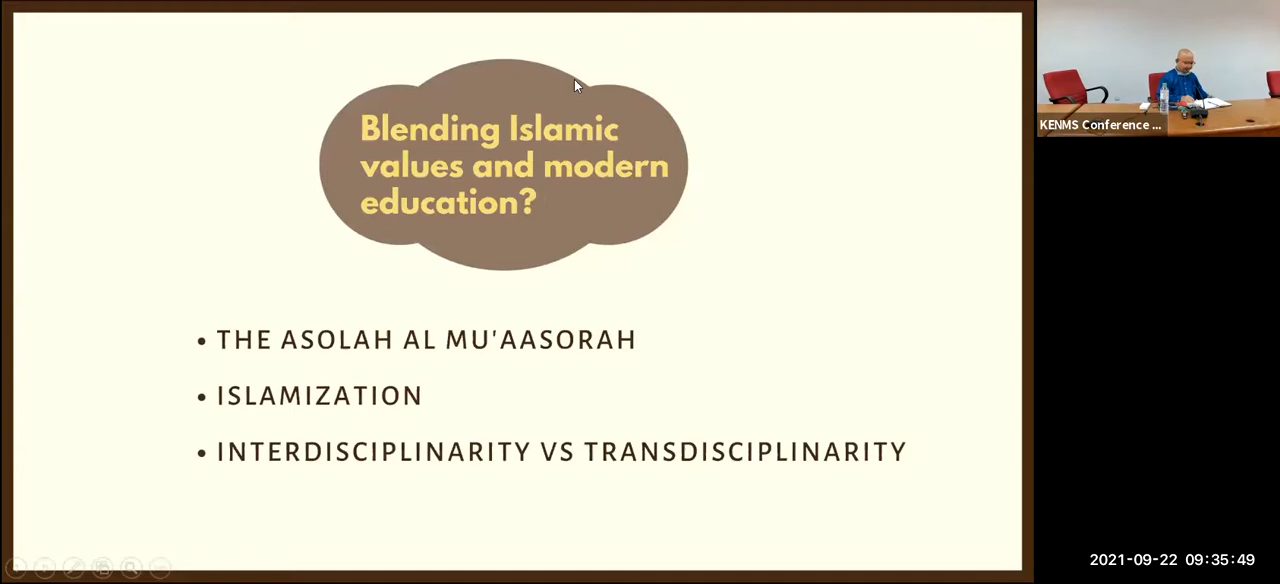 Blending Islamic
values and modern
education?
• THE ASOLAH AL MU'AASORAH
• ISLAMIZATION
• INTERDISCIPLINARITY VS TRANSDISCIPLINARITY
KENMS Conference ...
2021-09-22 09:35:49